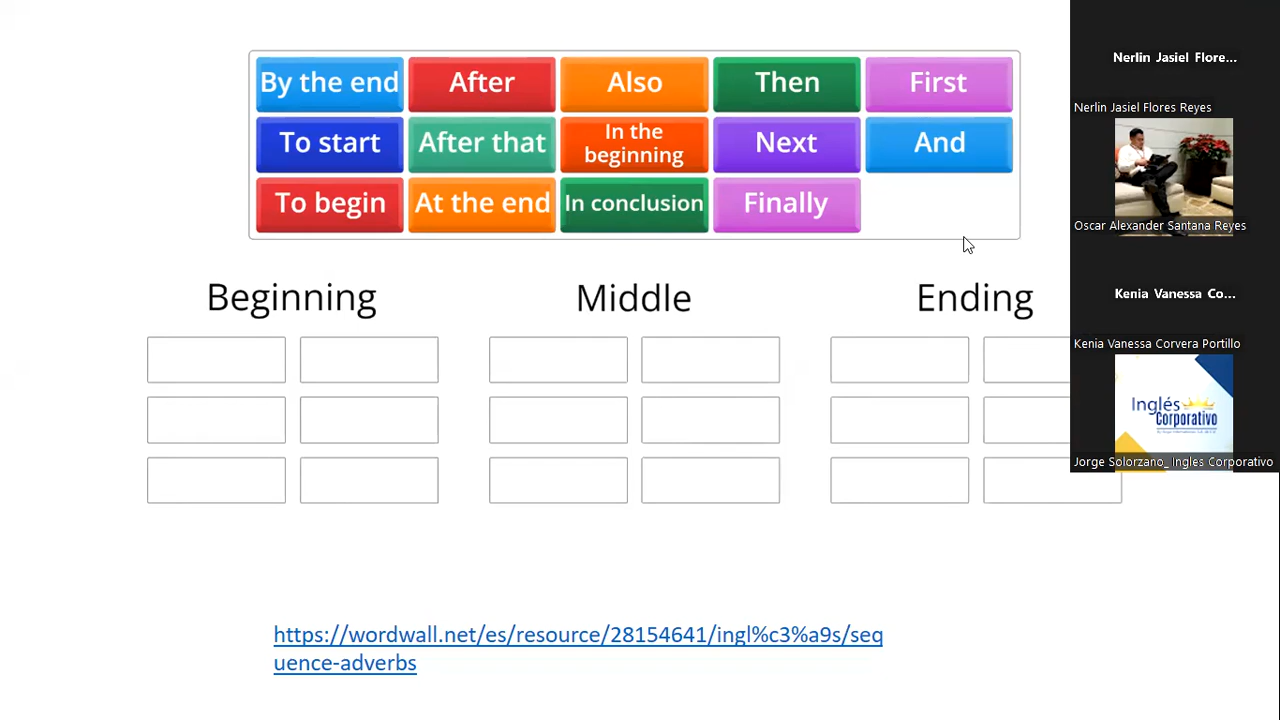 By the end
After
Also
Then
First
To start
After that
In the
beginning
Next
And
To begin
At the end
In conclusion
Finally
Beginning
Middle
Ending
https://wordwall.net/es/resource/28154641/ingl%c3%a9s/seq
uence-adverbs
Nerlin Jasiel Flore...
Nerlin Jasiel Flores Reyes
Oscar Alexander Santana Reyes
Kenia Vanessa Co...
Kenia Vanessa Corvera Portillo
Inglés
Corporativo
Jorge Solorzano_ Ingles Corporativo